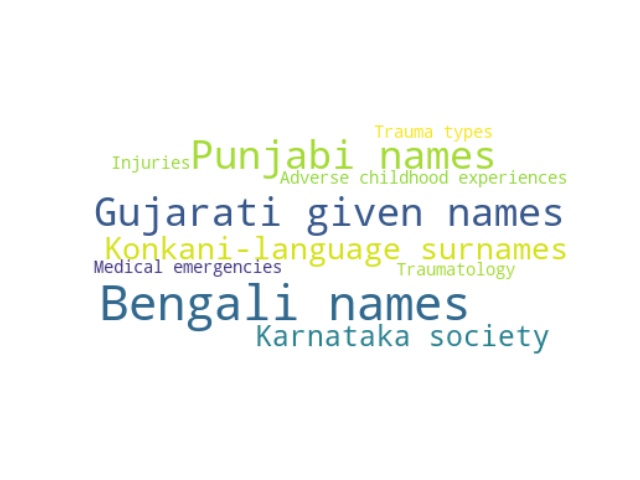 Trauma types
Injuries Punjabi names
Adverse childhood experiences
Gujarati given names
Konkani-language surnames
Medical emergencies Traumatology
Bengali names
Karnataka society